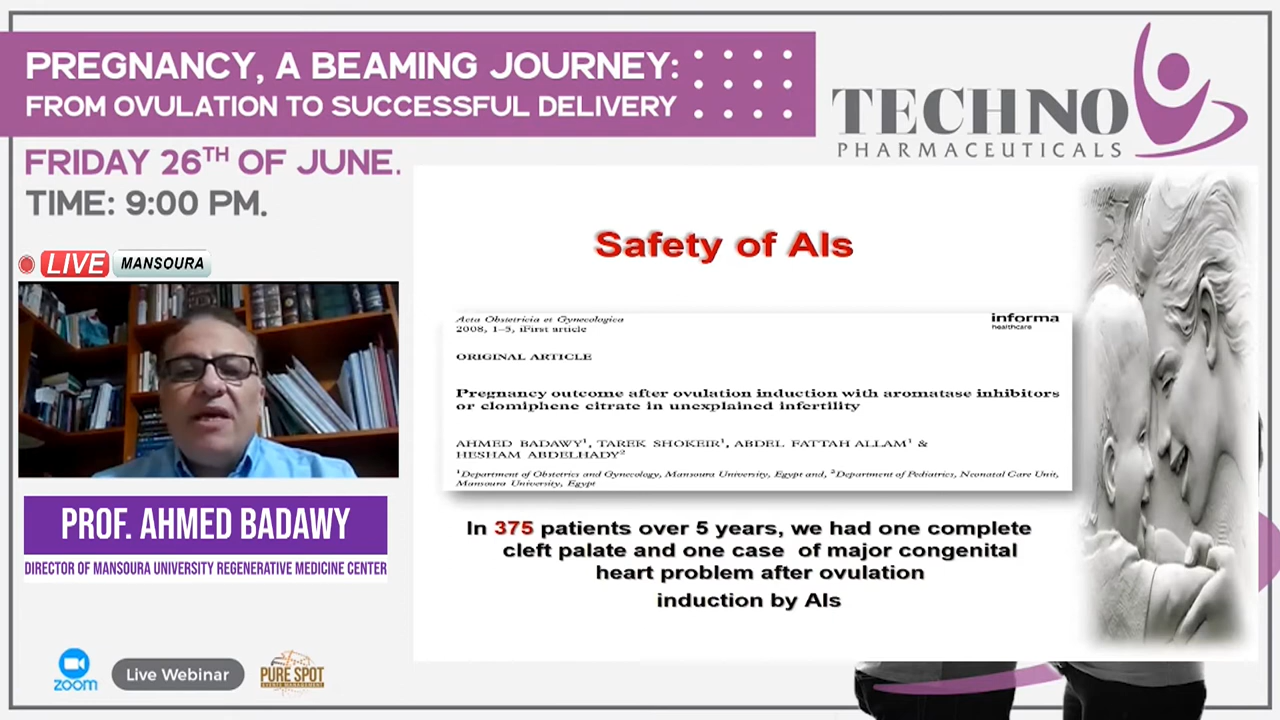 PREGNANCY, A BEAMING JOURNEY:
FROM OVULATION TO SUCCESSFUL DELIVERY
TECHNO
PHARMACEUTICALS
FRIDAY 26TH OF JUNE.
TIME: 9:00 PM.
LIVE MANSOURA
PROF. AHMED BADAWY
DIRECTOR OF MANSOURA UNIVERSITY REGENERATIVE MEDICINE CENTER
zoom
Live Webinar
PURE SPOT
EVENTS MANAGEMENT
Safety of AIs
Acta Obstetricia et Gynecologica
2008, 1–5, iFirst article
informa
healthcare
ORIGINAL ARTICLE
Pregnancy outcome after ovulation induction with aromatase inhibitors
or clomiphene citrate in unexplained infertility
AHMED BADAWY1, TAREK SHOKEIR1, ABDEL FATTAH ALLAM1 &
HESHAM ABDELHADY2
1Department of Obstetrics and Gynecology, Mansoura University, Egypt and, 2Department of Pediatrics, Neonatal Care Unit,
Mansoura University, Egypt
In 375 patients over 5 years, we had one complete
cleft palate and one case of major congenital
heart problem after ovulation
induction by AIs